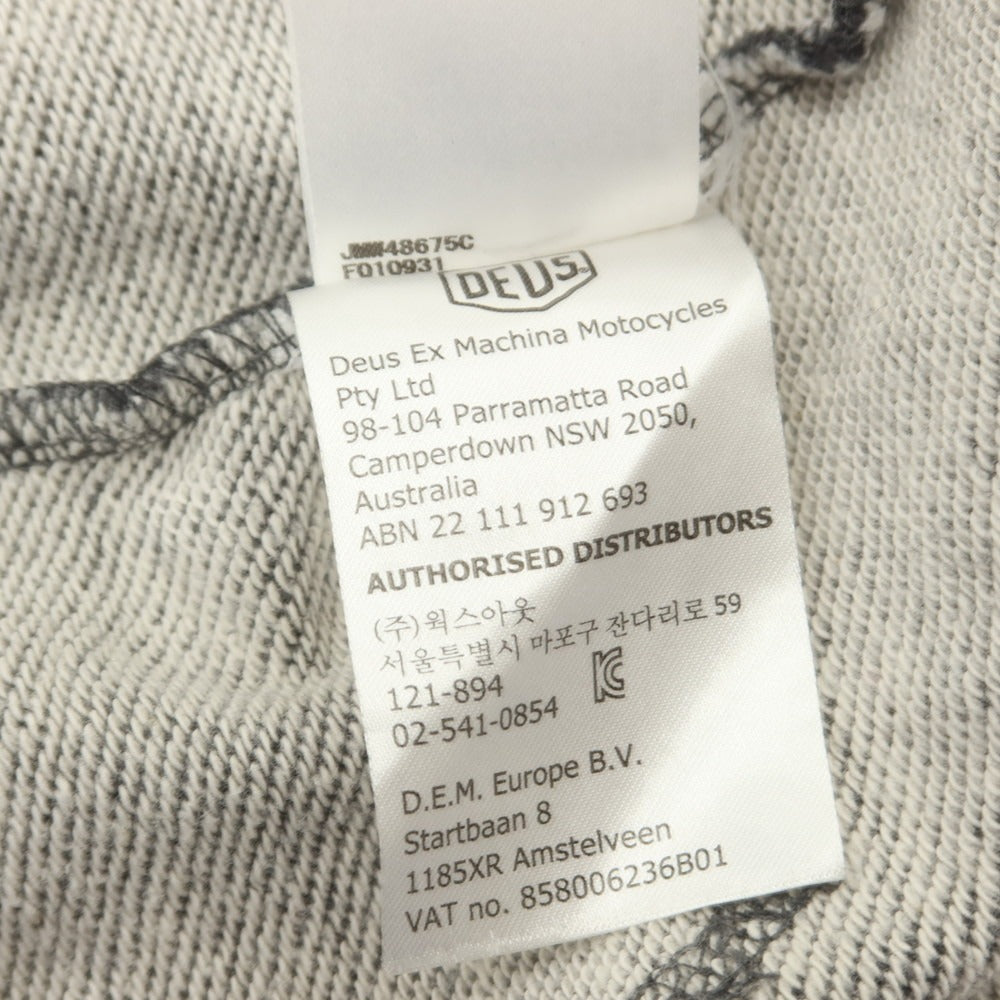 48675C
F010931
DEUS
Deus Ex Machina Motocycles
Pty Ltd
98-104 Parramatta Road
Camperdown NSW 2050,
Australia
ABN 22 111 912 693
AUTHORISED DISTRIBUTORS
(주)웍스아웃
서울특별시 마포구 잔다리로 59
121-894
02-541-0854
D.E.M. Europe B.V.
Startbaan 8
1185XR Amstelveen
VAT no. 858006236B01